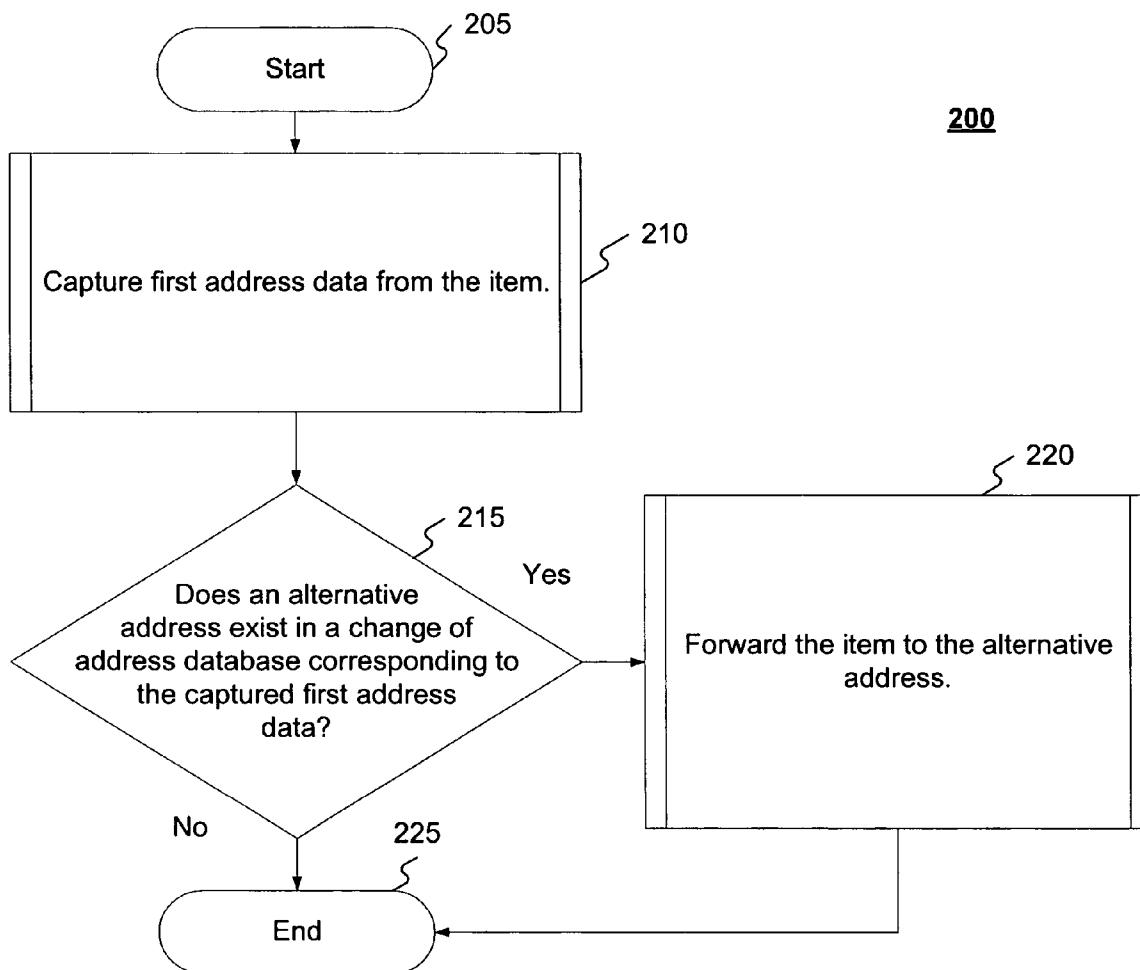 205
Start
200
210
Capture first address data from the item.
220
215
Yes
Does an alternative
address exist in a change of
address database corresponding to
the captured first address
data?
Forward the item to the alternative
address.
No
225
End